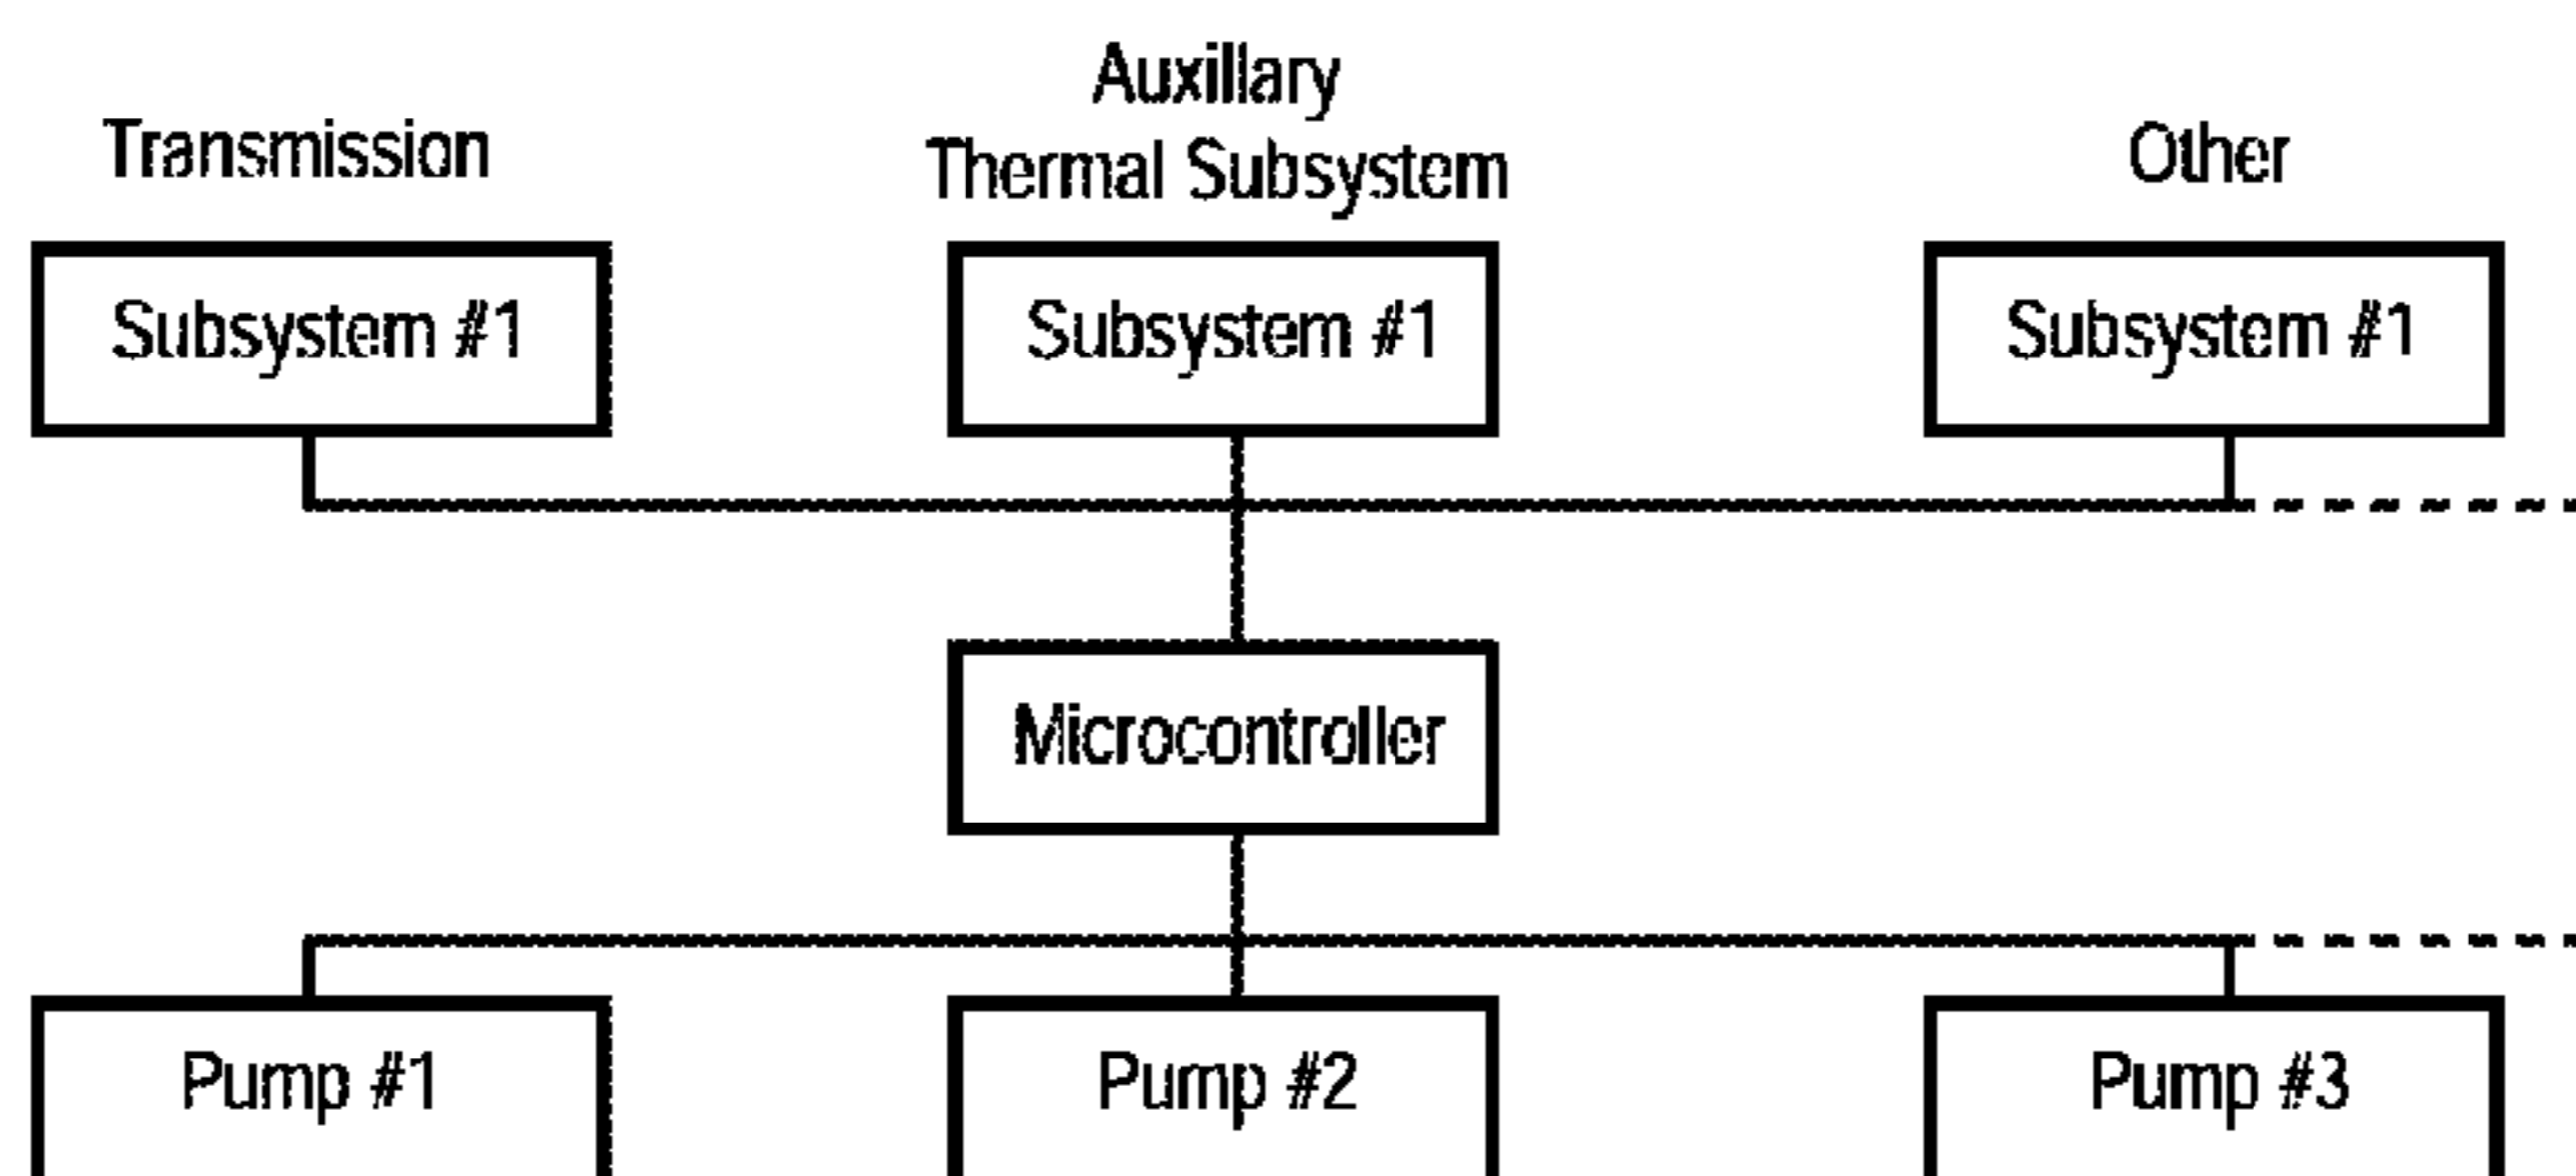 Auxillary
Transmission
Thermal Subsystem
Other
Subsystem #1
Subsystem #1
Subsystem #1
Microcontroller
Pump #1
Pump #2
Pump #3